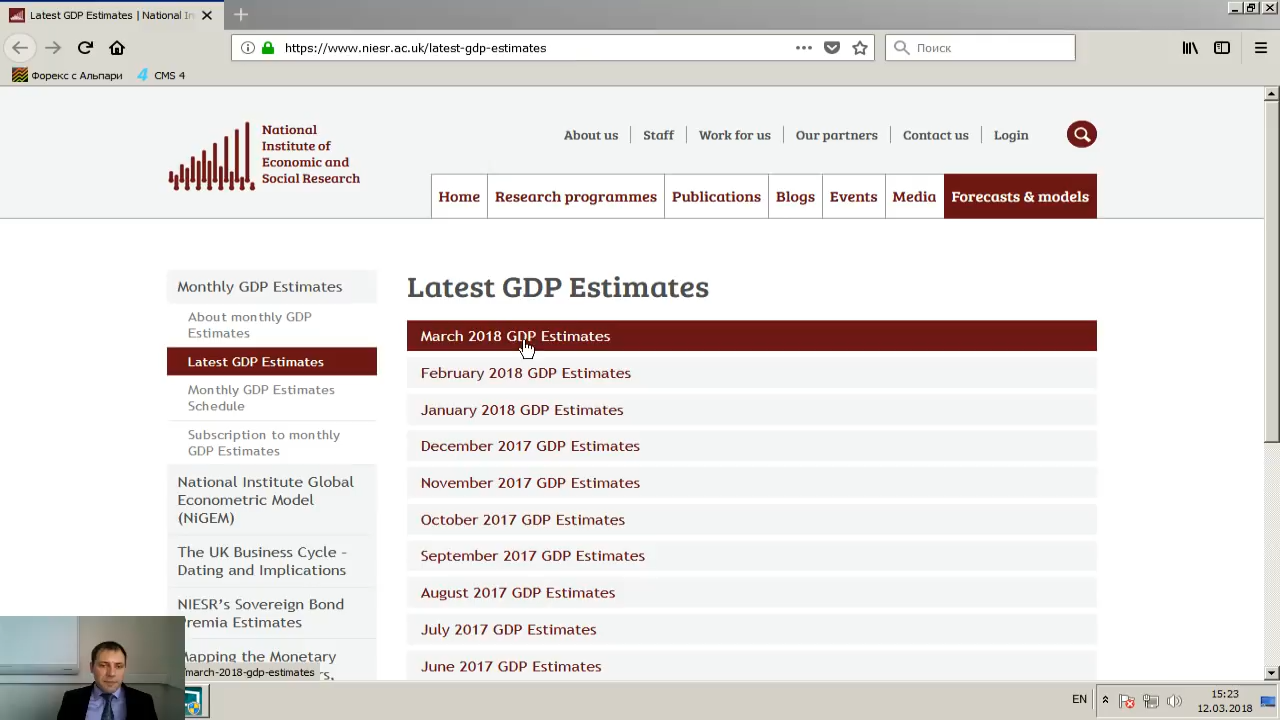 Latest GDP Estimates | National In
https://www.niesr.ac.uk/latest-gdp-estimates
Поиск
Форекс с Альпари
CMS 4
National
Institute of
Economic and
Social Research
About us
Staff
Work for us
Our partners
Contact us
Login
Home
Research programmes
Publications
Blogs
Events
Media
Forecasts & models
Monthly GDP Estimates
About monthly GDP
Estimates
Latest GDP Estimates
Monthly GDP Estimates
Schedule
Subscription to monthly
GDP Estimates
National Institute Global
Econometric Model
(NiGEM)
The UK Business Cycle -
Dating and Implications
NIESR's Sovereign Bond
Premia Estimates
Mapping the Monetary
Latest GDP Estimates
March 2018 GDP Estimates
February 2018 GDP Estimates
January 2018 GDP Estimates
December 2017 GDP Estimates
November 2017 GDP Estimates
October 2017 GDP Estimates
September 2017 GDP Estimates
August 2017 GDP Estimates
July 2017 GDP Estimates
June 2017 GDP Estimates
/march-2018-gdp-estimates
EN
15:23
12.03.2018